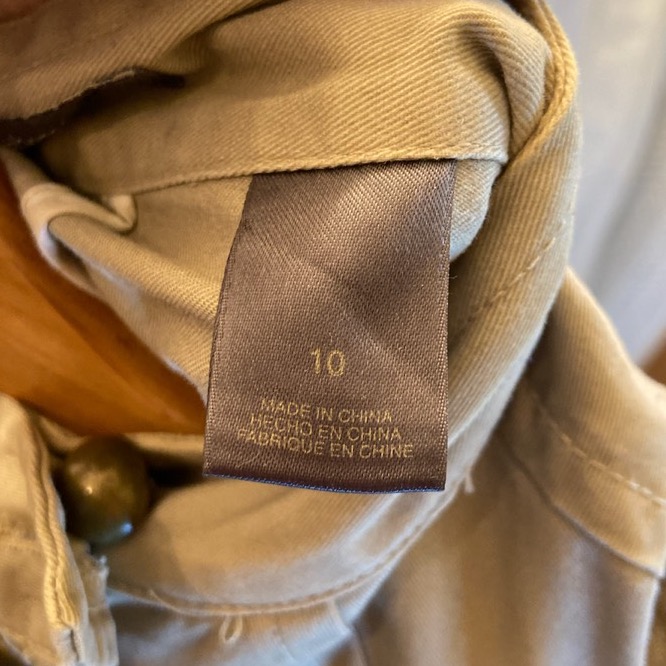 10
MADE IN CHINA
HECHO EN CHINA
FABRIQUE EN CHINE